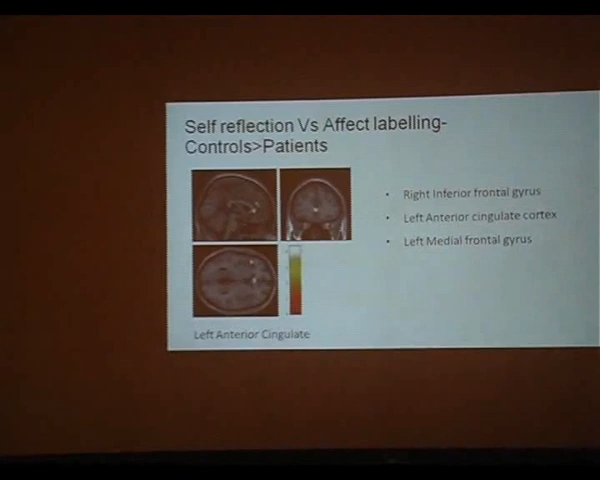 Self reflection Vs Affect labelling-
Controls>Patients
• Right Inferior frontal gyrus
• Left Anterior cingulate cortex
• Left Medial frontal gyrus
Left Anterior Cingulate